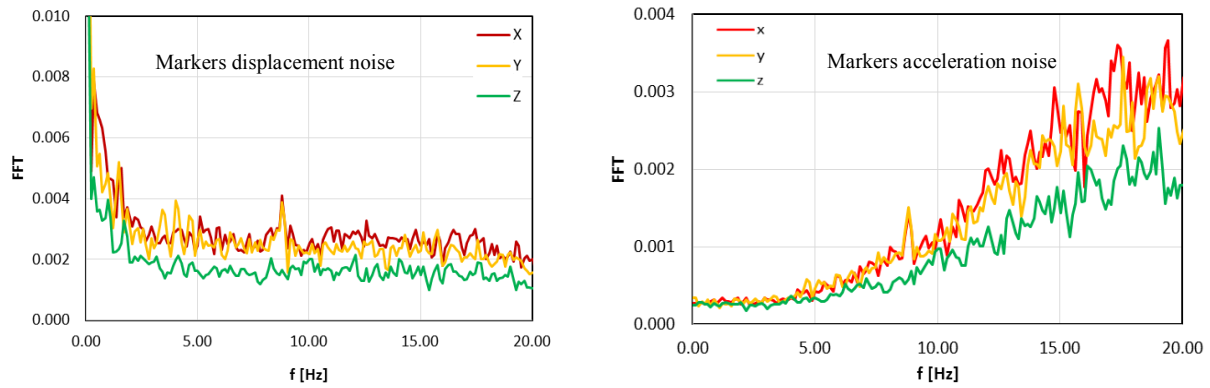 Markers displacement noise
X
Y
Z
FFT
0.010
0.008
0.006
0.004
0.002
0.000
0.00 5.00 10.00 15.00 20.00
f [Hz]
Markers acceleration noise
x
y
z
FFT
0.004
0.003
0.002
0.001
0.000
0.00 5.00 10.00 15.00 20.00
f [Hz]